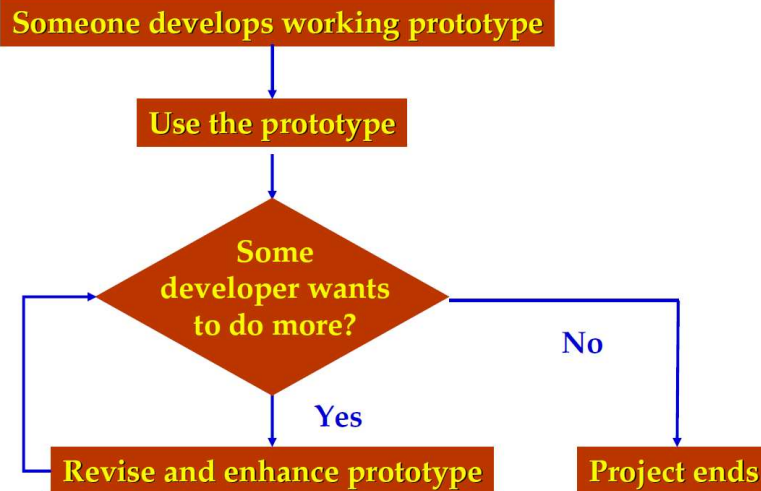 Someone develops working prototype
Use the prototype
Some
developer wants
to do more?
No
Yes
Revise and enhance prototype
Project ends